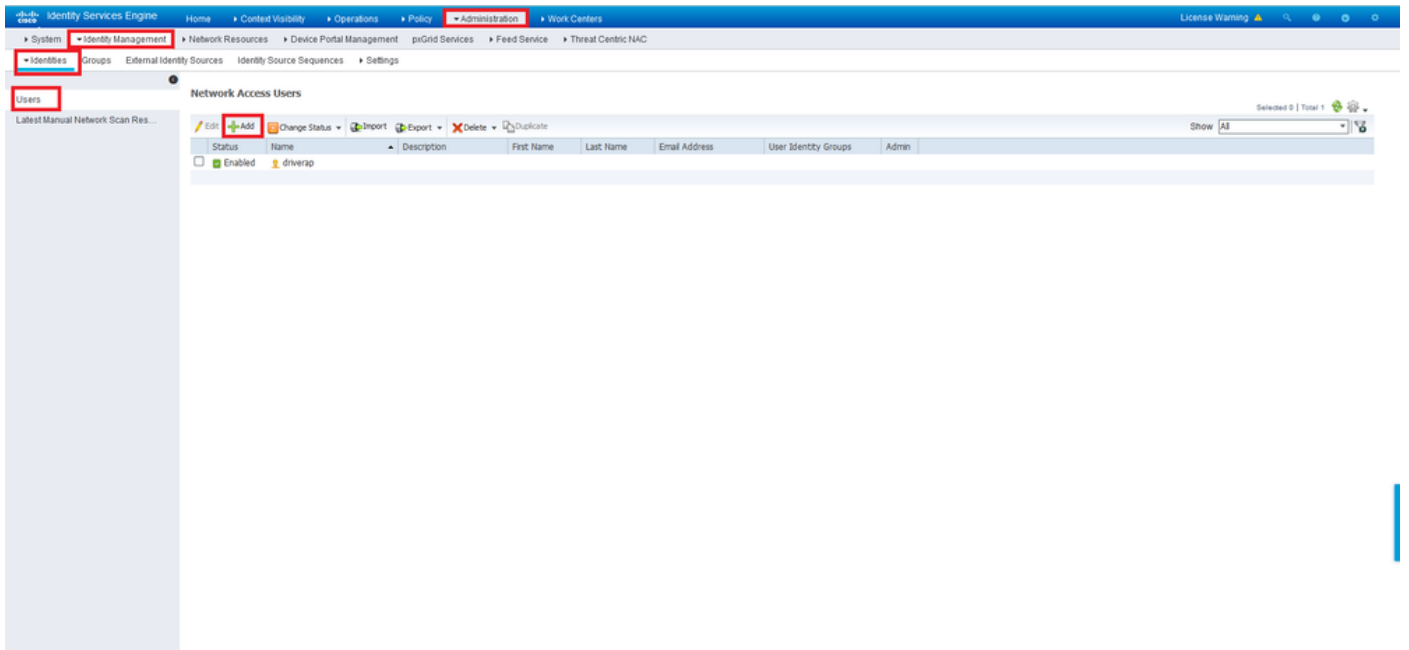 cisco Identity Services Engine Home Context Visibility Operations Policy Administration Work Centers License Warning
System Identity Management Network Resources Device Portal Management pxGrid Services Feed Service Threat Centric NAC
Identities Groups External Identity Sources Identity Source Sequences Settings
Users
Latest Manual Network Scan Res...
Network Access Users
Selected 0 | Total 1
Edit Add Change Status Import Export Delete Duplicate Show All
Status Name Description First Name Last Name Email Address User Identity Groups Admin
Enabled driverap